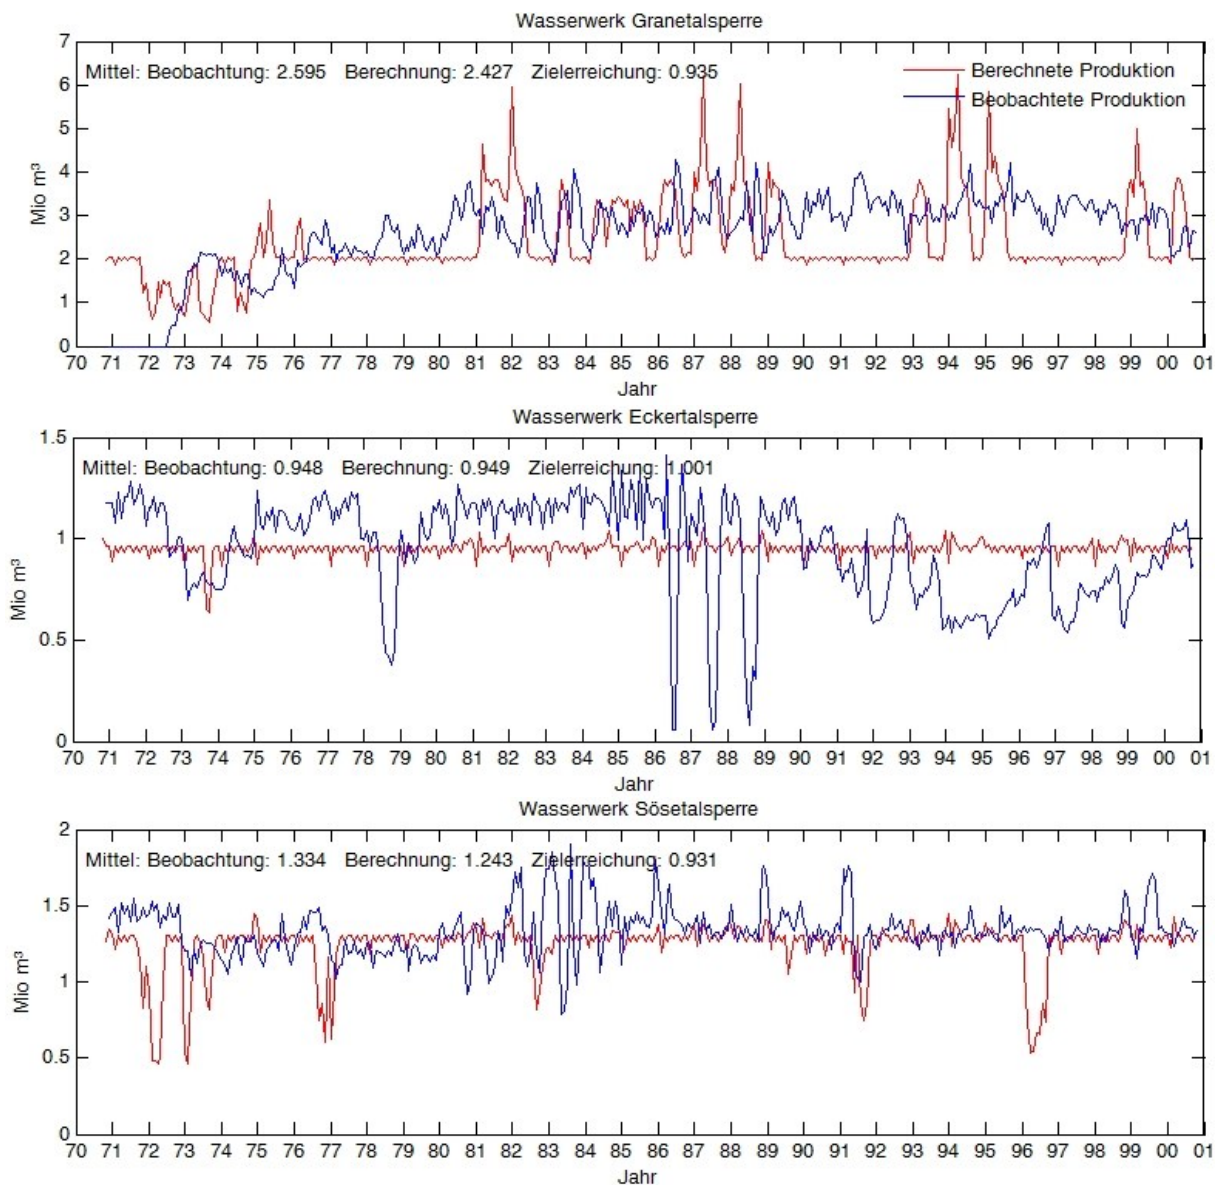 Wasserwerk Granetalsperre
7
Mittel: Beobachtung: 2.595 Berechnung: 2.427 Zielerreichung: 0.935
Berechnete Produktion
6
Beobachtete Produktion
5
4
Mio m³
3
2
1
0
70 71 72 73 74 75 76 77 78 79 80 81 82 83 84 85 86 87 88 89 90 91 92 93 94 95 96 97 98 99 00 01
Jahr
Wasserwerk Eckertalsperre
1.5
Mittel: Beobachtung: 0.948 Berechnung: 0.949 Zielerreichung: 1.001
1
Mio m³
0.5
0
70 71 72 73 74 75 76 77 78 79 80 81 82 83 84 85 86 87 88 89 90 91 92 93 94 95 96 97 98 99 00 01
Jahr
Wasserwerk Sösetalsperre
2
Mittel: Beobachtung: 1.334 Berechnung: 1.243 Zielerreichung: 0.931
1.5
Mio m³
1
0.5
0
70 71 72 73 74 75 76 77 78 79 80 81 82 83 84 85 86 87 88 89 90 91 92 93 94 95 96 97 98 99 00 01
Jahr